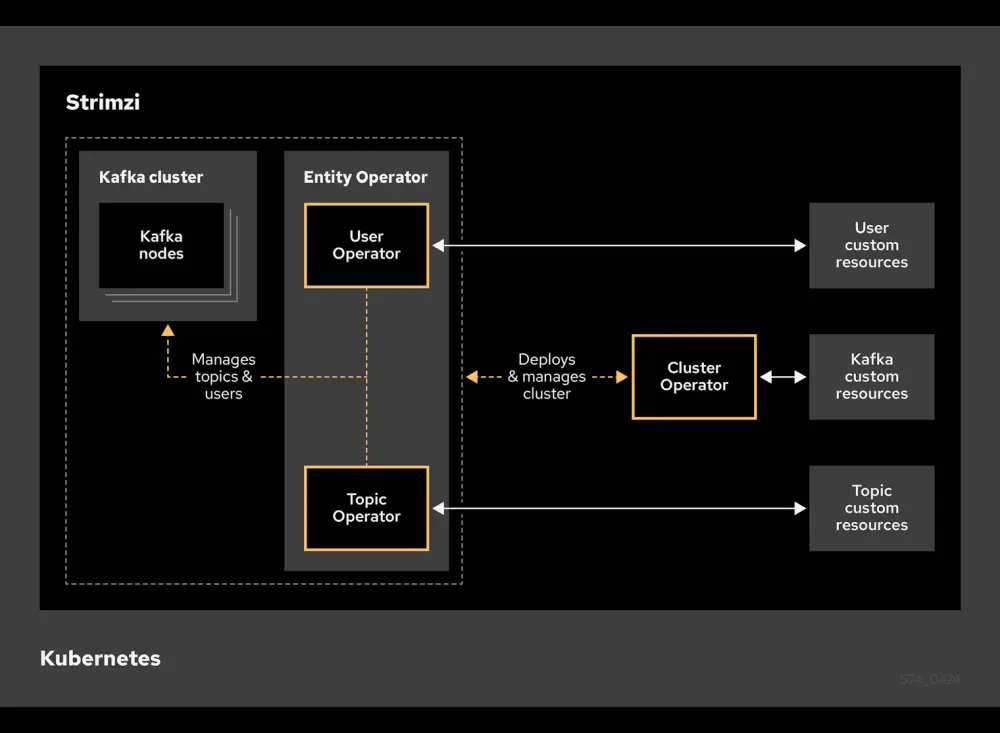 Strimzi
Kafka cluster
Entity Operator
Kafka
nodes
User
Operator
User
custom
resources
Manages
topics &
users
Deploys
& manages
cluster
Cluster
Operator
Kafka
custom
resources
Topic
Operator
Topic
custom
resources
Kubernetes
574_0424